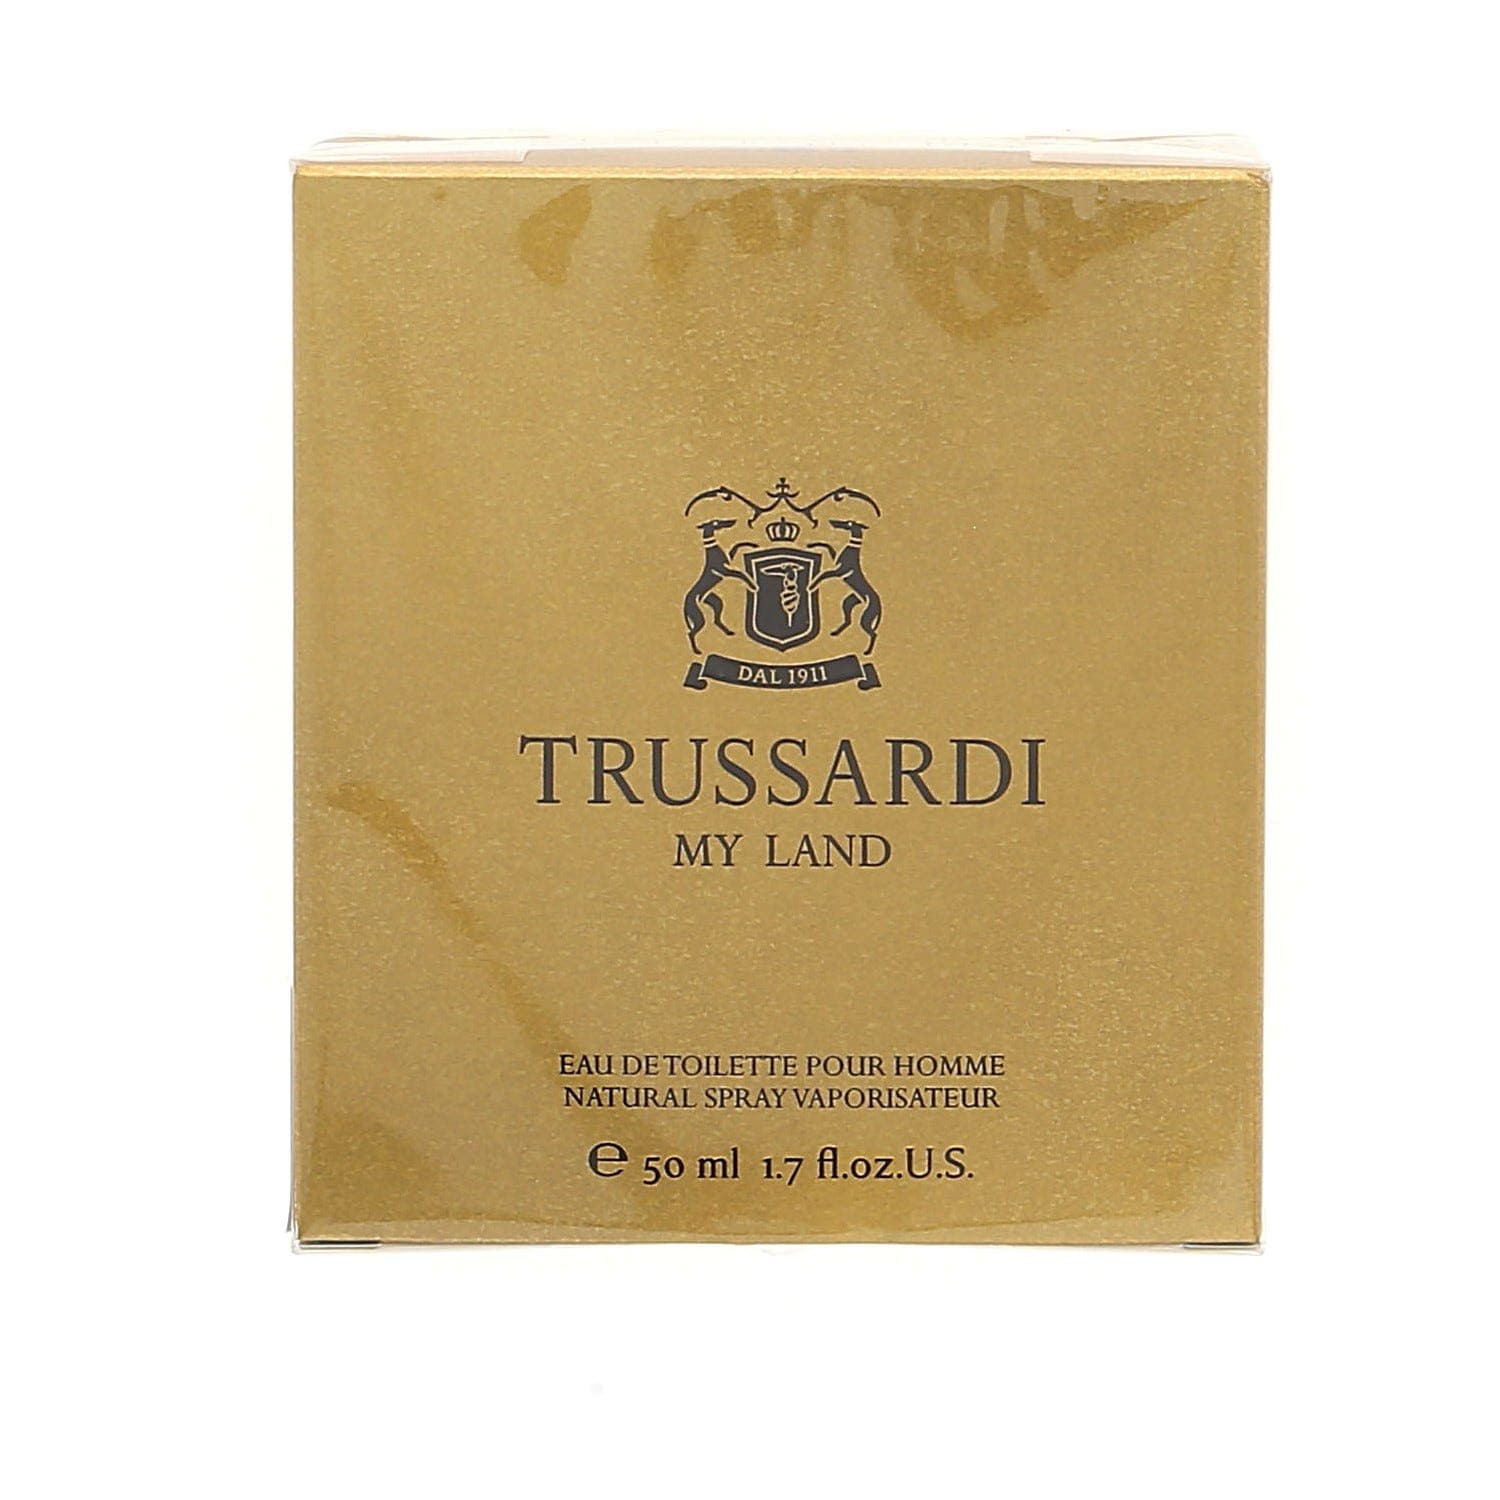 DAL 1911
TRUSSARDI
MY LAND
EAU DE TOILETTE POUR HOMME
NATURAL SPRAY VAPORISATEUR
℮ 50 ml 1.7 fl.oz.U.S.